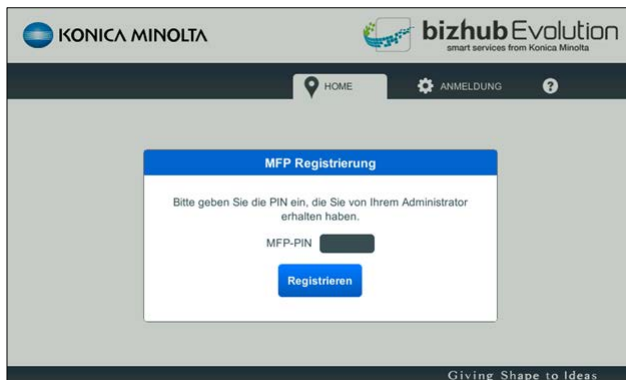 KONICA MINOLTA
bizhub Evolution
smart services from Konica Minolta
HOME
ANMELDUNG
?
MFP Registrierung
Bitte geben Sie die PIN ein, die Sie von Ihrem Administrator
erhalten haben.
MFP-PIN
Registrieren
Giving Shape to Ideas